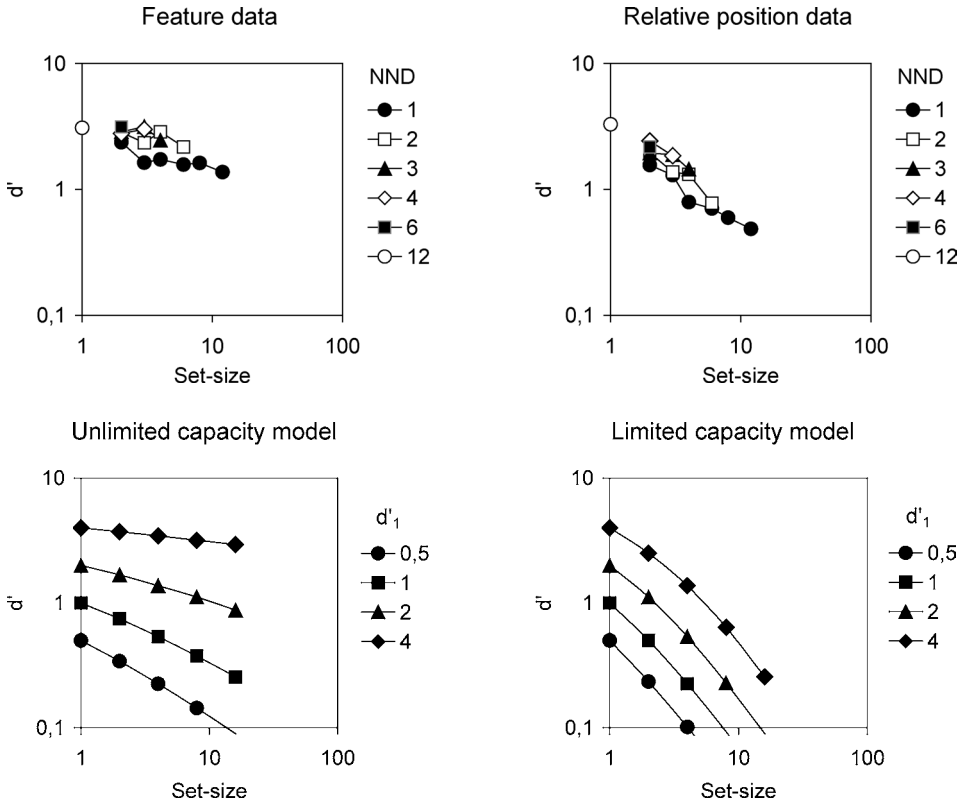 Feature data
10
1
0,1
d'
1
10
100
Set-size
NND
1
2
3
4
6
12
Relative position data
10
1
0,1
d'
1
10
100
Set-size
NND
1
2
3
4
6
12
Unlimited capacity model
10
1
0,1
d'
1
10
100
Set-size
d'1
0,5
1
2
4
Limited capacity model
10
1
0,1
d'
1
10
100
Set-size
d'1
0,5
1
2
4